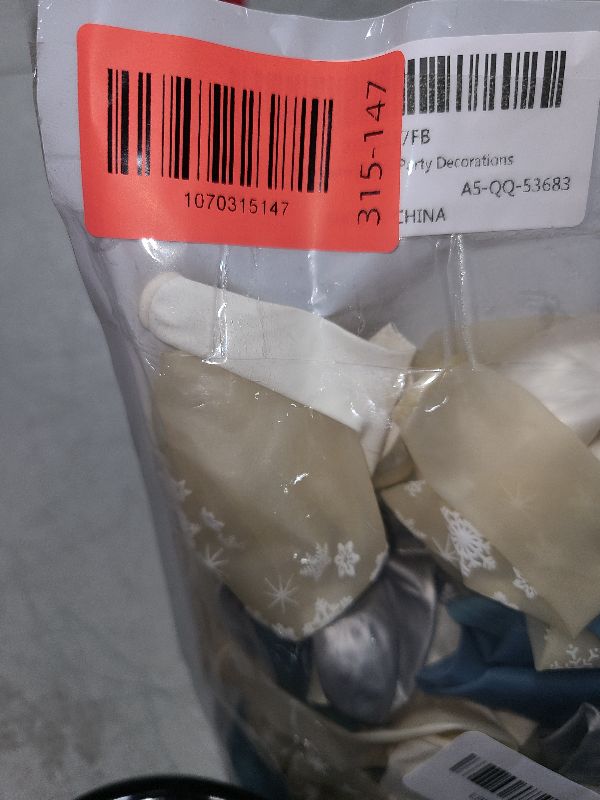 1070315147
315-147
/FB
Party Decorations
A5-QQ-53683
CHINA